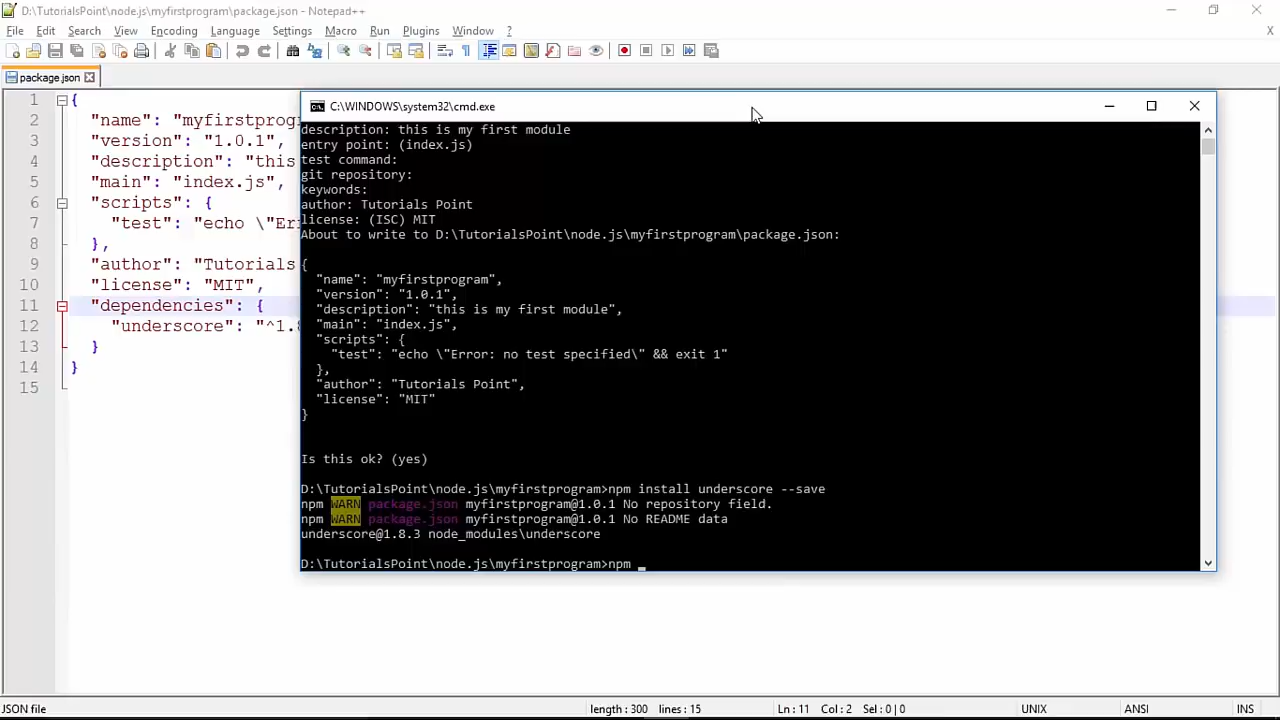 D:\TutorialsPoint\node.js\myfirstprogram\package.json - Notepad++
File Edit Search View Encoding Language Settings Macro Run Plugins Window ? X
package.json
1 {
2 "name": "myfirstprogr
3 "version": "1.0.1",
4 "description": "this
5 "main": "index.js",
6 "scripts": {
7 "test": "echo \"Er
8 },
9 "author": "Tutorials
10 "license": "MIT",
11 "dependencies": {
12 "underscore": "^1.8
13 }
14 }
15
C:\WINDOWS\system32\cmd.exe
description: this is my first module
entry point: (index.js)
test command:
git repository:
keywords:
author: Tutorials Point
license: (ISC) MIT
About to write to D:\TutorialsPoint\node.js\myfirstprogram\package.json:
{
"name": "myfirstprogram",
"version": "1.0.1",
"description": "this is my first module",
"main": "index.js",
"scripts": {
"test": "echo \"Error: no test specified\" && exit 1"
},
"author": "Tutorials Point",
"license": "MIT"
}
Is this ok? (yes)
D:\TutorialsPoint\node.js\myfirstprogram>npm install underscore --save
npm WARN package.json myfirstprogram@1.0.1 No repository field.
npm WARN package.json myfirstprogram@1.0.1 No README data
underscore@1.8.3 node_modules\underscore
D:\TutorialsPoint\node.js\myfirstprogram>npm _
JSON file length : 300 lines : 15 Ln : 11 Col : 2 Sel : 0 | 0 UNIX ANSI INS